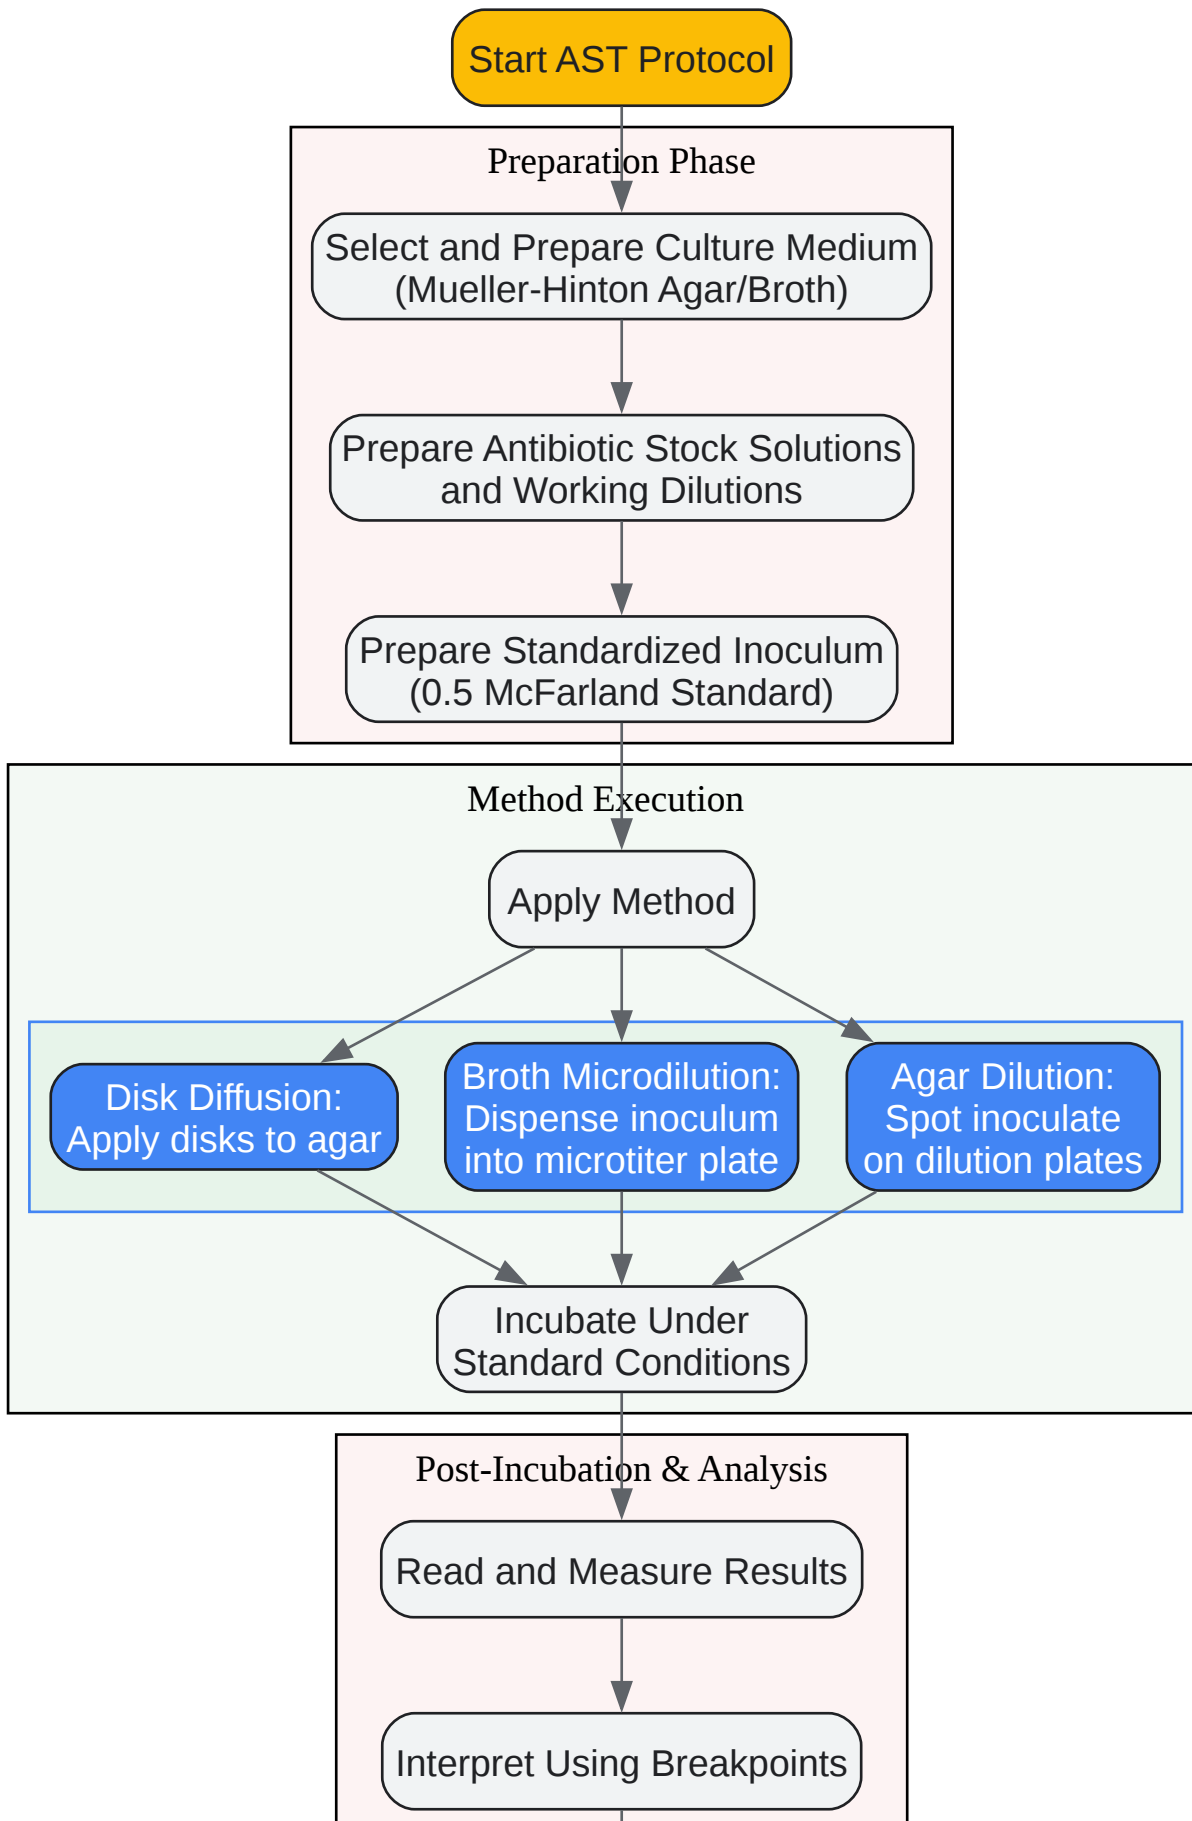 Start AST Protocol
Preparation Phase
Select and Prepare Culture Medium
(Mueller-Hinton Agar/Broth)
Prepare Antibiotic Stock Solutions
and Working Dilutions
Prepare Standardized Inoculum
(0.5 McFarland Standard)
Method Execution
Apply Method
Disk Diffusion:
Apply disks to agar
Broth Microdilution:
Dispense inoculum
into microtiter plate
Agar Dilution:
Spot inoculate
on dilution plates
Incubate Under
Standard Conditions
Post-Incubation & Analysis
Read and Measure Results
Interpret Using Breakpoints